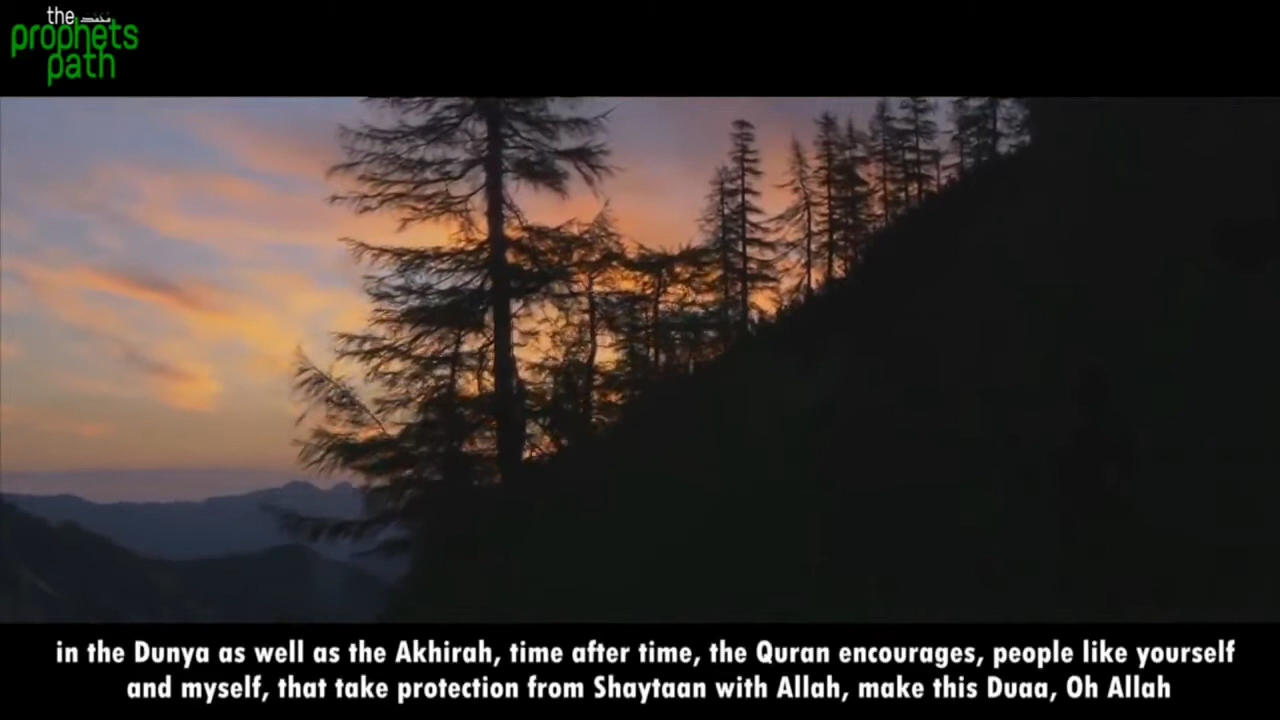 the
prophets
path
in the Dunya as well as the Akhirah, time after time, the Quran encourages, people like yourself
and myself, that take protection from Shaytaan with Allah, make this Duaa, Oh Allah